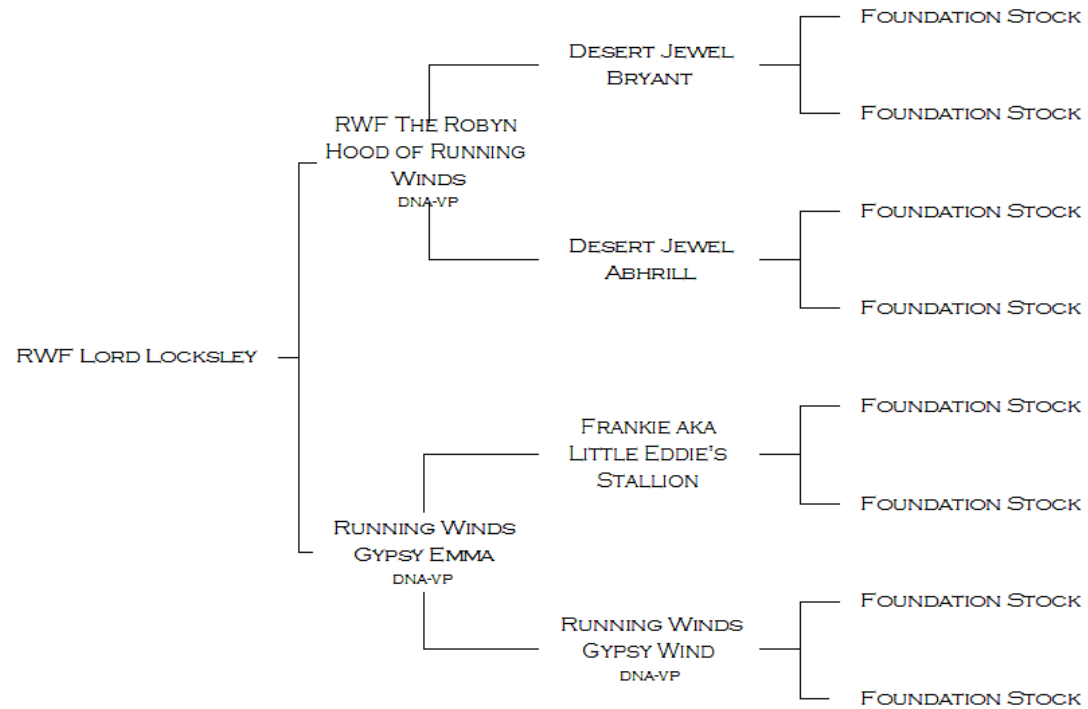 Foundation Stock
Desert Jewel
Bryant
Foundation Stock
RWF The Robyn
Hood of Running
Winds
DNA-VP
Foundation Stock
Desert Jewel
Abhrill
Foundation Stock
RWF Lord Locksley
Foundation Stock
Frankie aka
Little Eddie's
Stallion
Foundation Stock
Running Winds
Gypsy Emma
DNA-VP
Foundation Stock
Running Winds
Gypsy Wind
DNA-VP
Foundation Stock